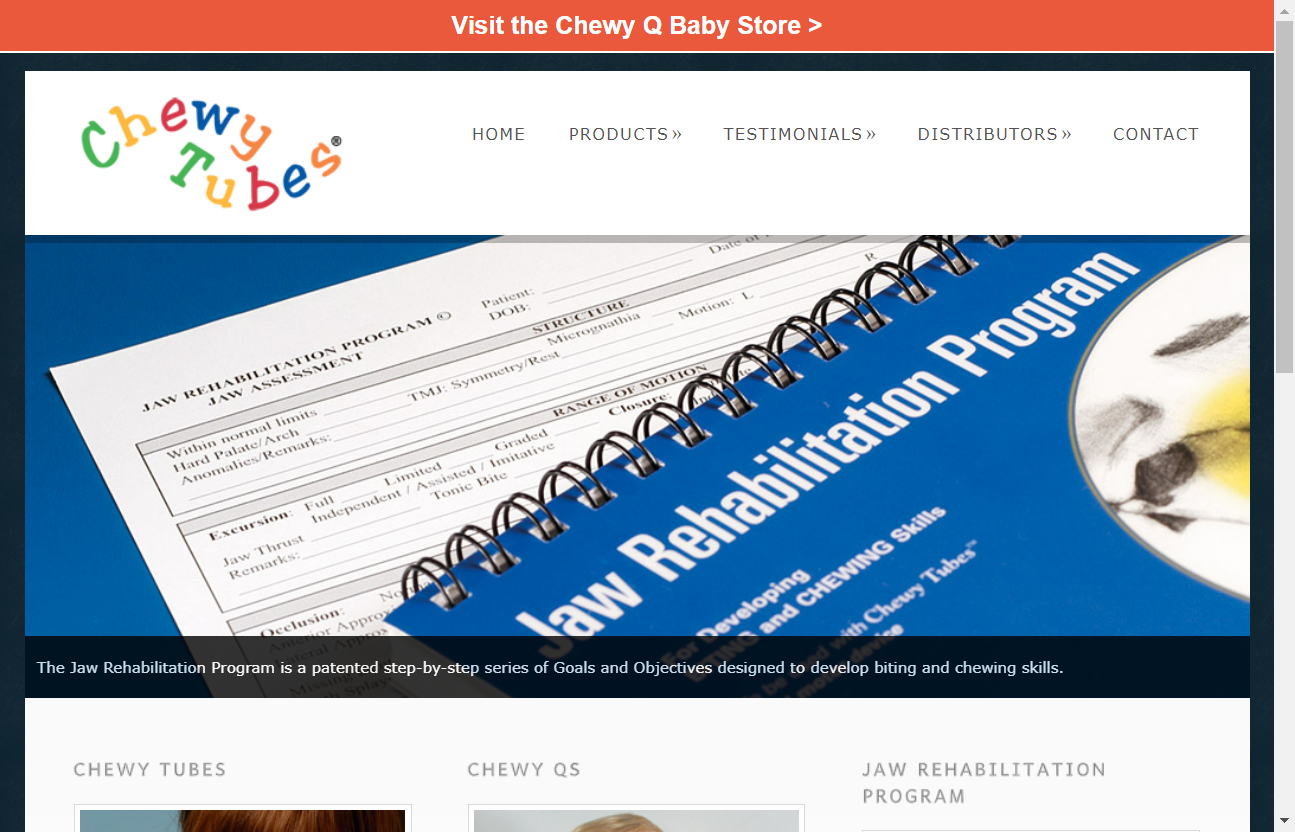 Visit the Chewy Q Baby Store >
Chewy
Tubes®
HOME
PRODUCTS »
TESTIMONIALS »
DISTRIBUTORS »
CONTACT
Date of
Patient:
DOB:
R
JAW REHABILITATION PROGRAM ©
JAW ASSESSMENT
STRUCTURE
Within normal limits
TMJ: Symmetry/Rest
Micrognathia
Motion: L
Hard Palate/Arch
Anomalies/Remarks:
RANGE OF MOTION
Excursion: Full
Limited
Graded
Closure:
Independent / Assisted / Imitative
Jaw Thrust
Tonic Bite
Remarks:
Occlusion:
Jaw Rehabilitation Program
For Developing
BITING and CHEWING Skills
with Chewy Tubes™
The Jaw Rehabilitation Program is a patented step-by-step series of Goals and Objectives designed to develop biting and chewing skills.
CHEWY TUBES
CHEWY QS
JAW REHABILITATION
PROGRAM